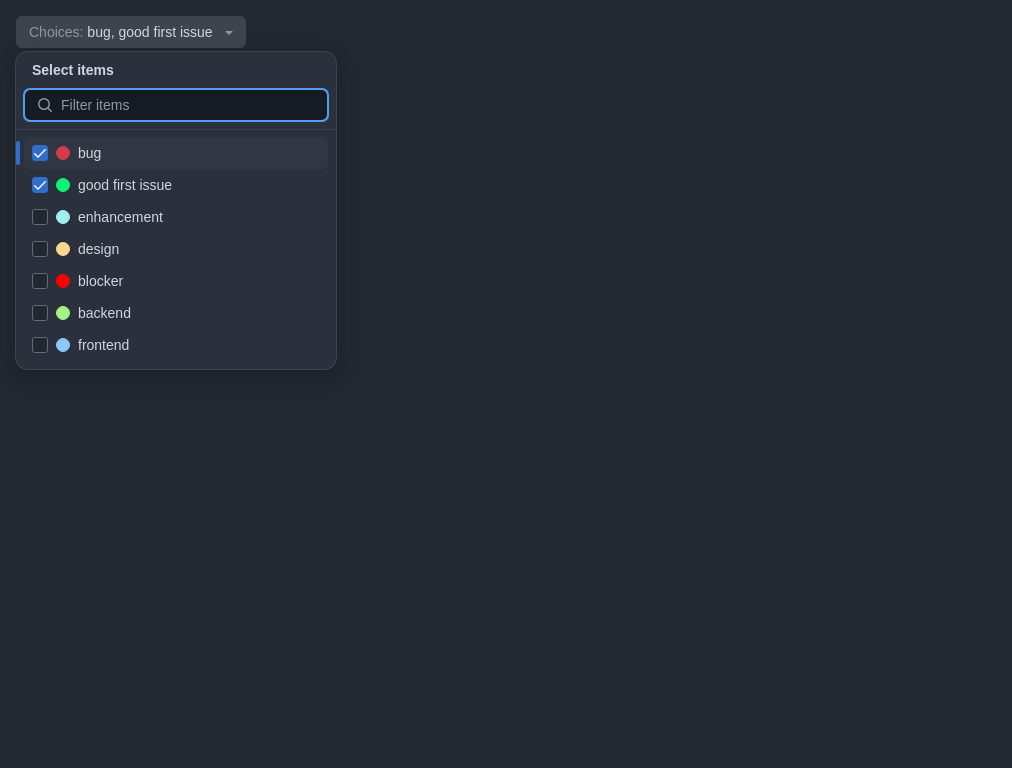 Choices: bug, good first issue
Select items
Filter items
bug
good first issue
enhancement
design
blocker
backend
frontend